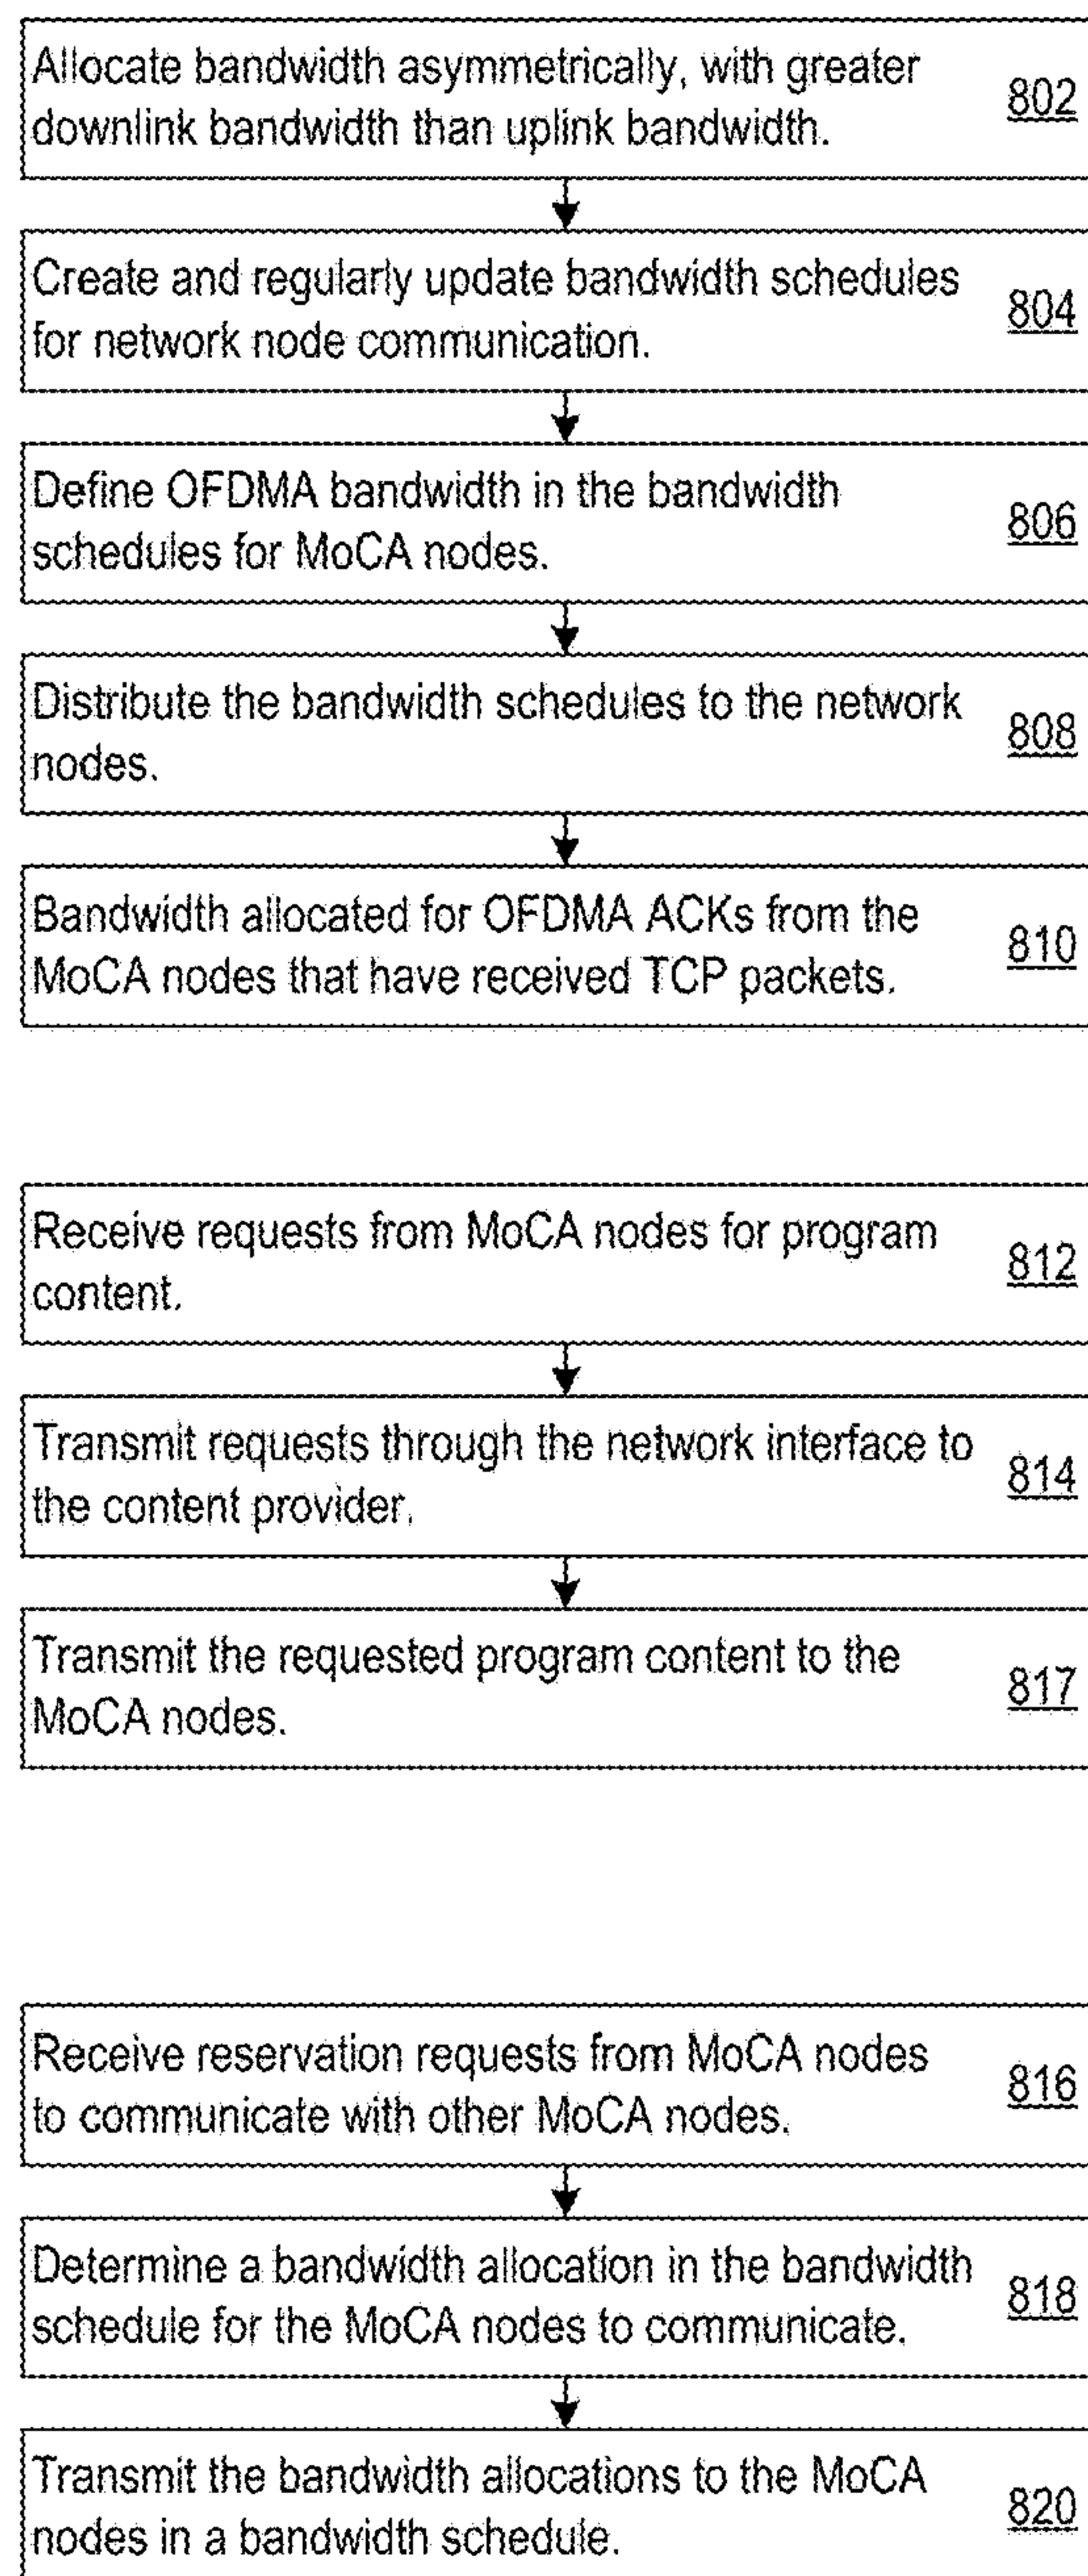 Allocate bandwidth asymmetrically, with greater
downlink bandwidth than uplink bandwidth.
802
Create and regularly update bandwidth schedules
for network node communication.
804
Define OFDMA bandwidth in the bandwidth
schedules for MoCA nodes.
806
Distribute the bandwidth schedules to the network
nodes.
808
Bandwidth allocated for OFDMA ACKs from the
MoCA nodes that have received TCP packets.
810
Receive requests from MoCA nodes for program
content.
812
Transmit requests through the network interface to
the content provider.
814
Transmit the requested program content to the
MoCA nodes.
817
Receive reservation requests from MoCA nodes
to communicate with other MoCA nodes.
816
Determine a bandwidth allocation in the bandwidth
schedule for the MoCA nodes to communicate.
818
Transmit the bandwidth allocations to the MoCA
nodes in a bandwidth schedule.
820